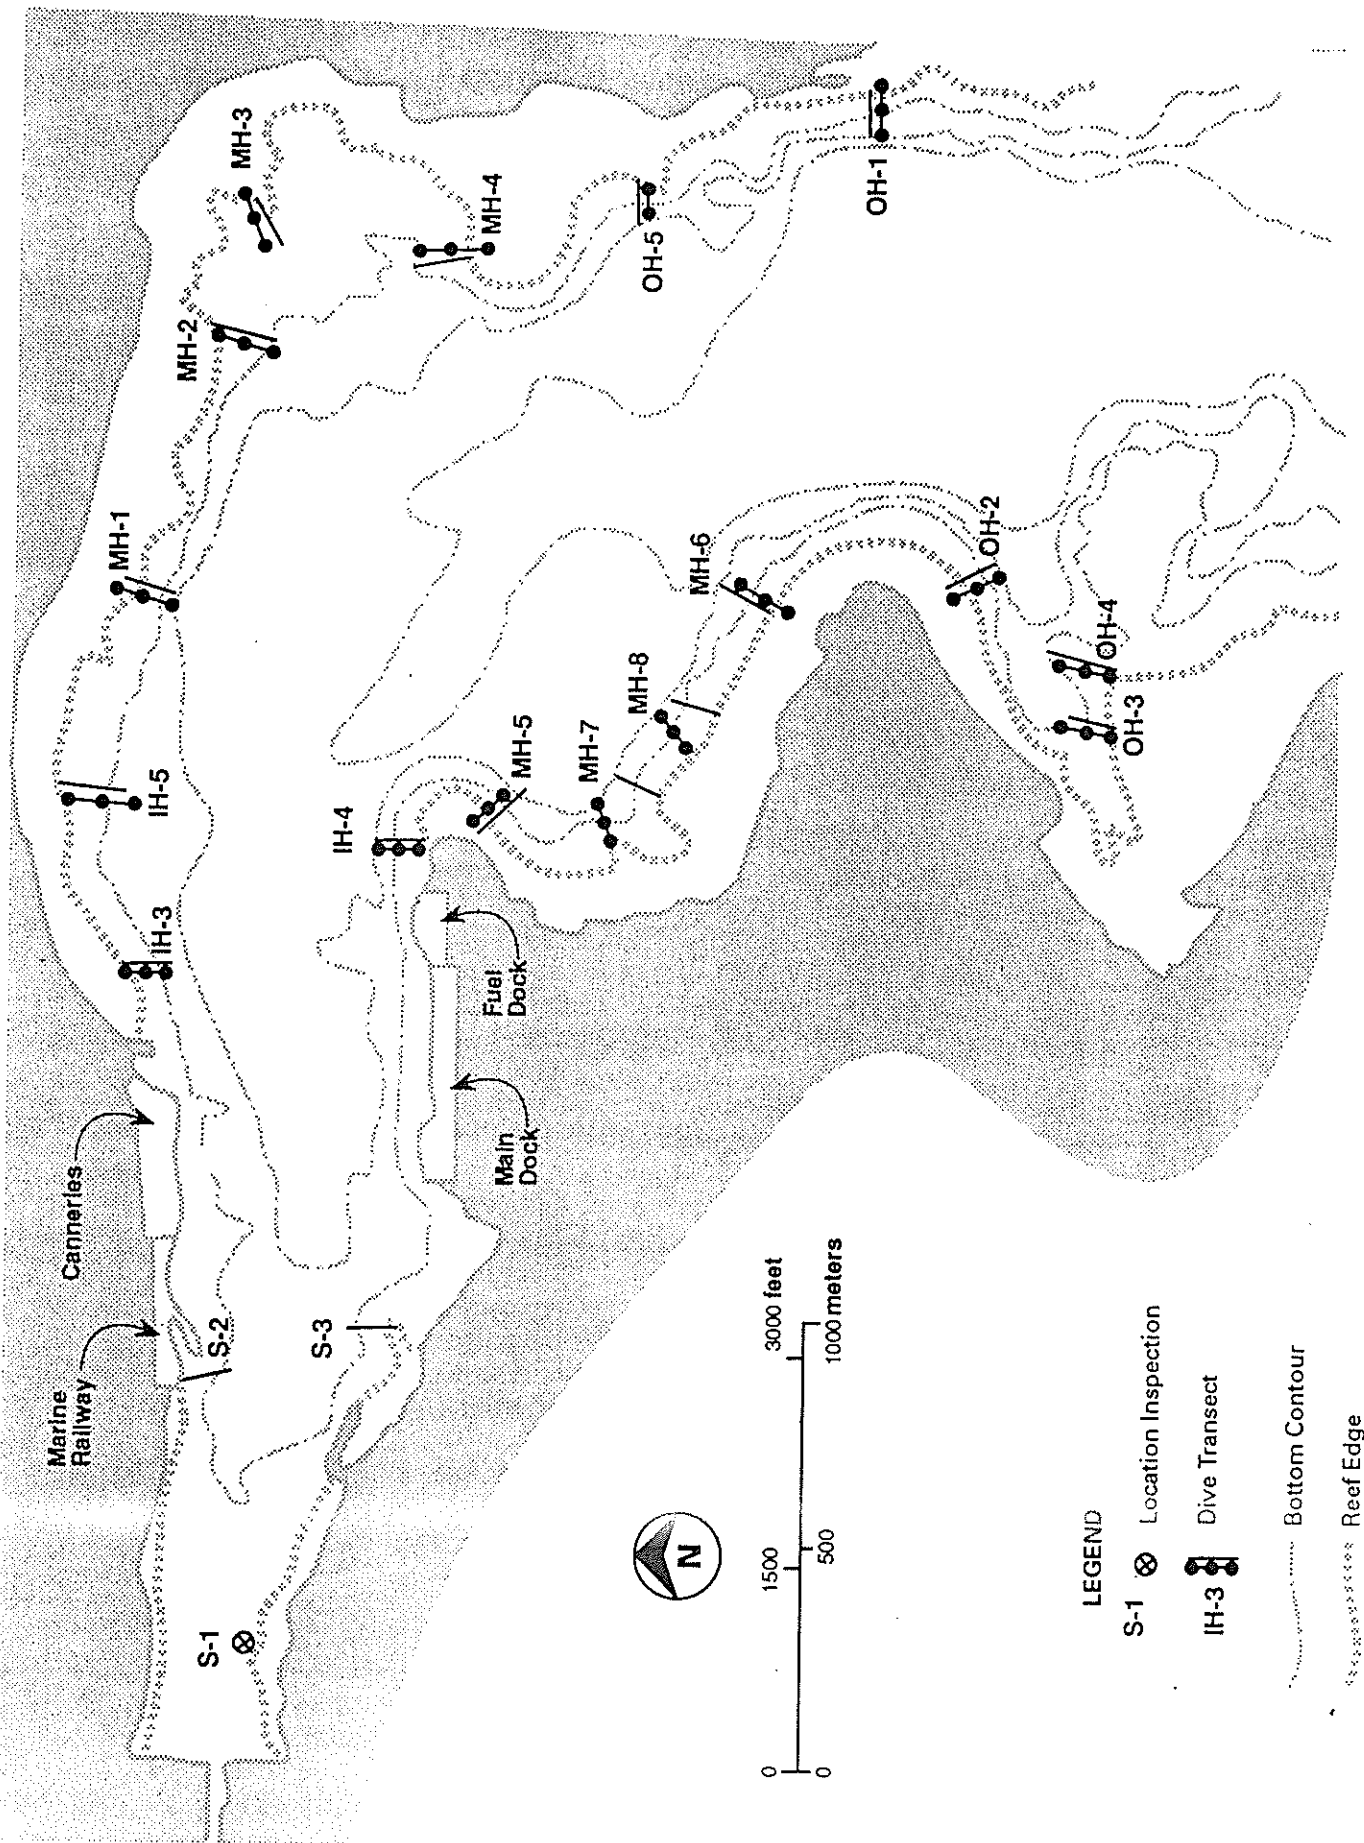 MH-3
MH-4
MH-2
OH-5
OH-1
MH-1
MH-6
OH-2
OH-4
OH-3
MH-8
MH-5
MH-7
IH-5
IH-4
IH-3
Fuel
Dock
Main
Dock
Canneries
Marine
Railway
S-2
S-3
S-1
N
0 1500 3000 feet
0 500 1000 meters
LEGEND
S-1 Location Inspection
IH-3 Dive Transect
Bottom Contour
Reef Edge